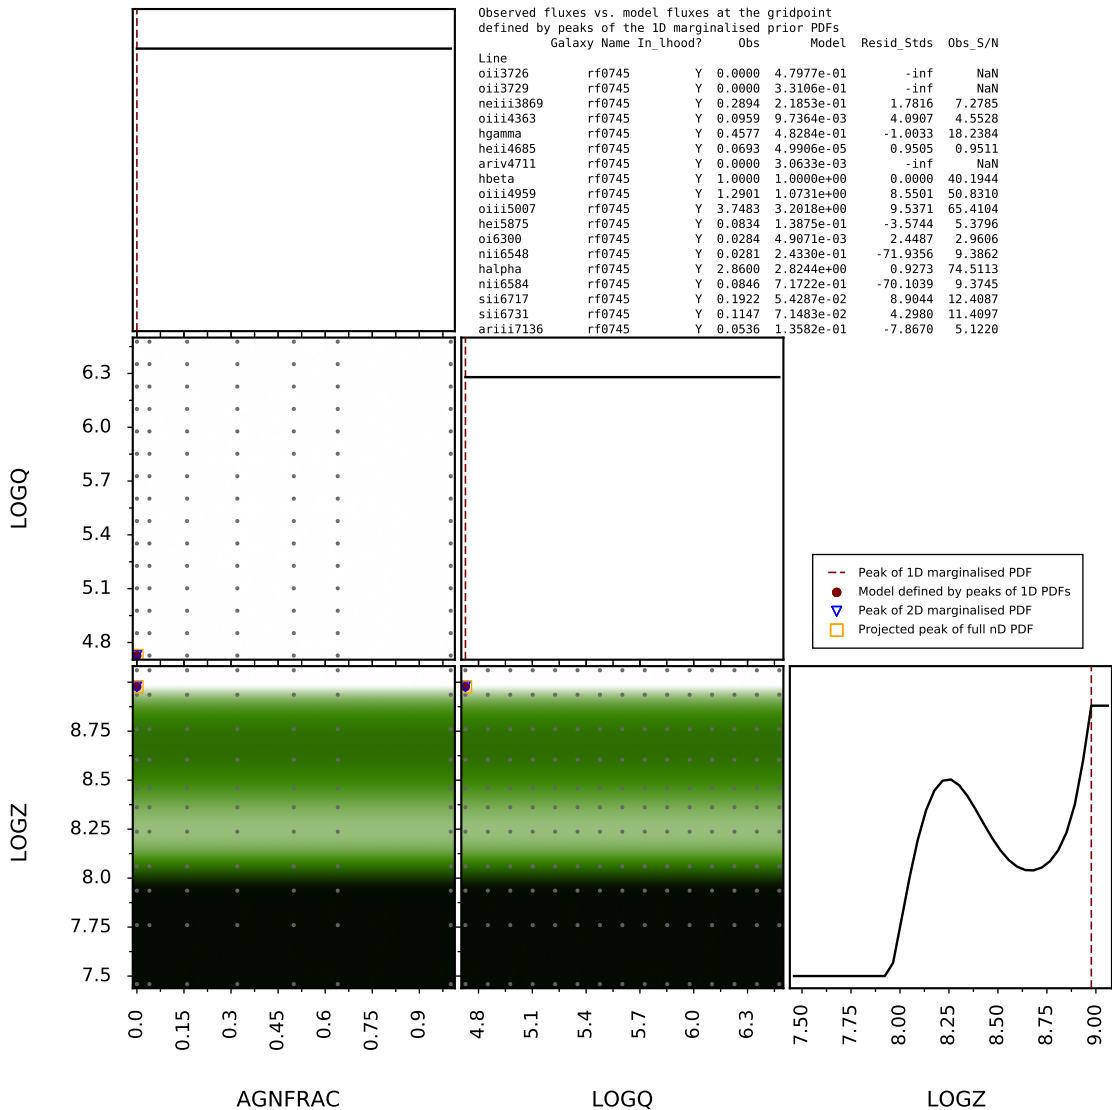 Observed fluxes vs. model fluxes at the gridpoint
defined by peaks of the 1D marginalised prior PDFs
Galaxy Name In_lhood? Obs Model Resid_Stds Obs_S/N
Line
oii3726 rf0745 Y 0.0000 4.7977e-01 -inf NaN
oii3729 rf0745 Y 0.0000 3.3106e-01 -inf NaN
neiii3869 rf0745 Y 0.2894 2.1853e-01 1.7816 7.2785
oiii4363 rf0745 Y 0.0959 9.7364e-03 4.0907 4.5528
hgamma rf0745 Y 0.4577 4.8284e-01 -1.0033 18.2384
heii4685 rf0745 Y 0.0693 4.9906e-05 0.9505 0.9511
ariv4711 rf0745 Y 0.0000 3.0633e-03 -inf NaN
hbeta rf0745 Y 1.0000 1.0000e+00 0.0000 40.1944
oiii4959 rf0745 Y 1.2901 1.0731e+00 8.5501 50.8310
oiii5007 rf0745 Y 3.7483 3.2018e+00 9.5371 65.4104
hei5875 rf0745 Y 0.0834 1.3875e-01 -3.5744 5.3796
oi6300 rf0745 Y 0.0284 4.9071e-03 2.4487 2.9606
nii6548 rf0745 Y 0.0281 2.4330e-01 -71.9356 9.3862
halpha rf0745 Y 2.8600 2.8244e+00 0.9273 74.5113
nii6584 rf0745 Y 0.0846 7.1722e-01 -70.1039 9.3745
sii6717 rf0745 Y 0.1922 5.4287e-02 8.9044 12.4087
sii6731 rf0745 Y 0.1147 7.1483e-02 4.2980 11.4097
ariii7136 rf0745 Y 0.0536 1.3582e-01 -7.8670 5.1220
6.3
6.0
5.7
5.4
5.1
4.8
LOGQ
Peak of 1D marginalised PDF
Model defined by peaks of 1D PDFs
Peak of 2D marginalised PDF
Projected peak of full nD PDF
8.75
8.5
8.25
8.0
7.75
7.5
LOGZ
0.0 0.15 0.3 0.45 0.6 0.75 0.9
4.8 5.1 5.4 5.7 6.0 6.3
7.50 7.75 8.00 8.25 8.50 8.75 9.00
AGNFRAC LOGQ LOGZ